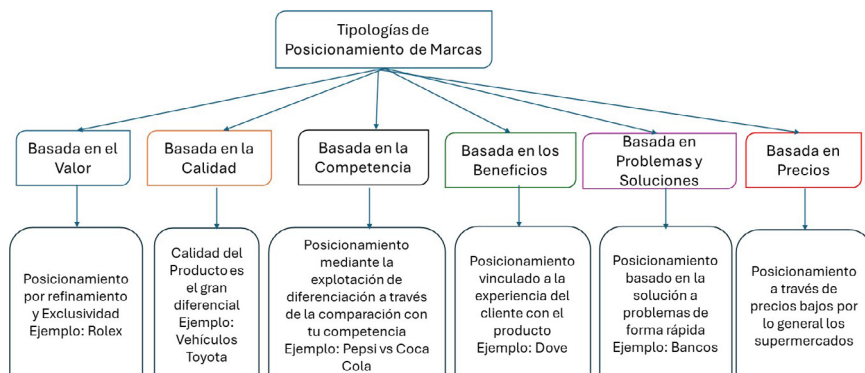 Tipologías de
Posicionamiento de Marcas
Basada en el
Valor
Basada en la
Calidad
Basada en la
Competencia
Basada en los
Beneficios
Basada en
Problemas y
Soluciones
Basada en
Precios
Posicionamiento
por refinamiento
y Exclusividad
Ejemplo: Rolex
Calidad del
Producto es
el gran
diferencial
Ejemplo:
Vehículos
Toyota
Posicionamiento
mediante la
explotación de
diferenciación a través
de la comparación con
tu competencia
Ejemplo: Pepsi vs Coca
Cola
Posicionamiento
vinculado a la
experiencia del
cliente con el
producto
Ejemplo: Dove
Posicionamiento
basado en la
solución a
problemas de
forma rápida
Ejemplo: Bancos
Posicionamiento
a través de
precios bajos por
lo general los
supermercados